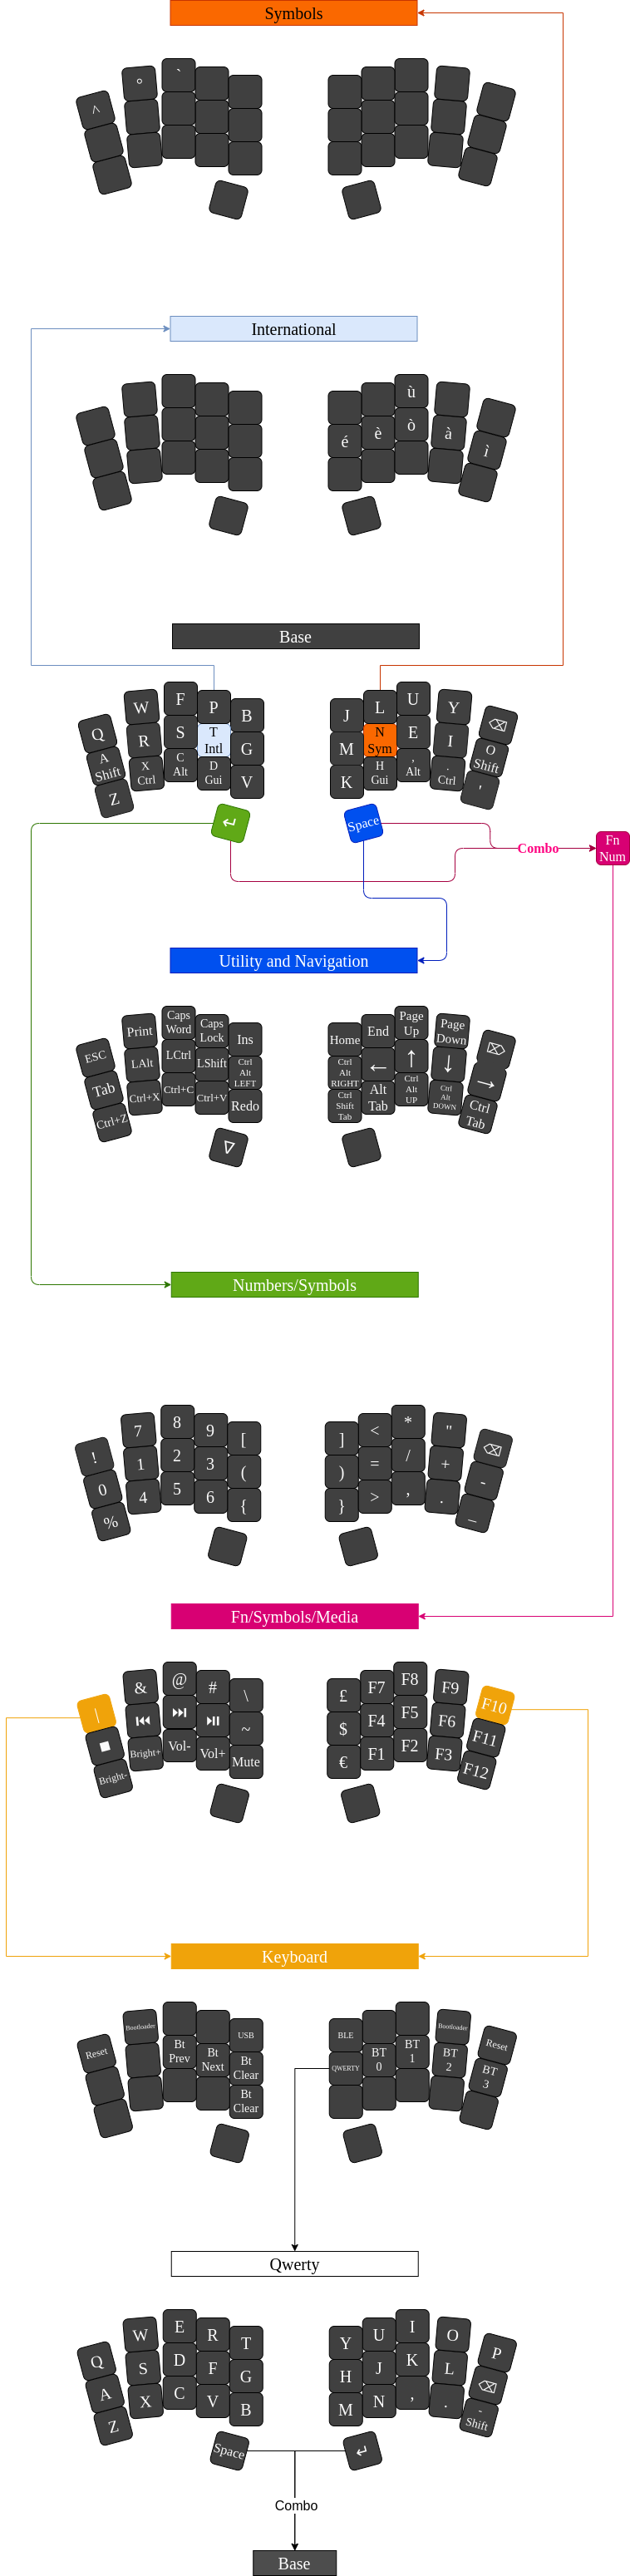 Symbols
^ ° `
International
ù
é è ò à ì
Base
Q W F P B J L U Y ⌫
A
Shift
R S
T
Intl
G M
N
Sym
E I
O
Shift
Z
X
Ctrl
C
Alt
D
Gui
V K
H
Gui
,
Alt
.
Ctrl
'
↵ Space
Combo
Fn
Num
Utility and Navigation
ESC Print
Caps
Word
Caps
Lock
Ins Home End
Page
Up
Page
Down
⌦
Tab LAlt LCtrl LShift
Ctrl
Alt
LEFT
Ctrl
Alt
RIGHT
← ↑ ↓ →
Ctrl+Z Ctrl+X Ctrl+C Ctrl+V Redo
Ctrl
Shift
Tab
Alt
Tab
Ctrl
Alt
UP
Ctrl
Alt
DOWN
Ctrl
Tab
∇
Numbers/Symbols
! 7 8 9 [ ] < * " ⌫
0 1 2 3 ( ) = / + -
% 4 5 6 { } > , . _
Fn/Symbols/Media
| & @ # \ £ F7 F8 F9 F10
⏹ ⏮ ⏭ ⏯ ~ $ F4 F5 F6 F11
Bright- Bright+ Vol- Vol+ Mute € F1 F2 F3 F12
Keyboard
Reset Bootloader USB BLE Bootloader Reset
Bt
Prev
Bt
Next
Bt
Clear
QWERTY
BT
0
BT
1
BT
2
BT
3
Bt
Clear
Qwerty
Q W E R T Y U I O P
A S D F G H J K L ⌫
Z X C V B M N , .
-
Shift
Space ↵
Combo
Base